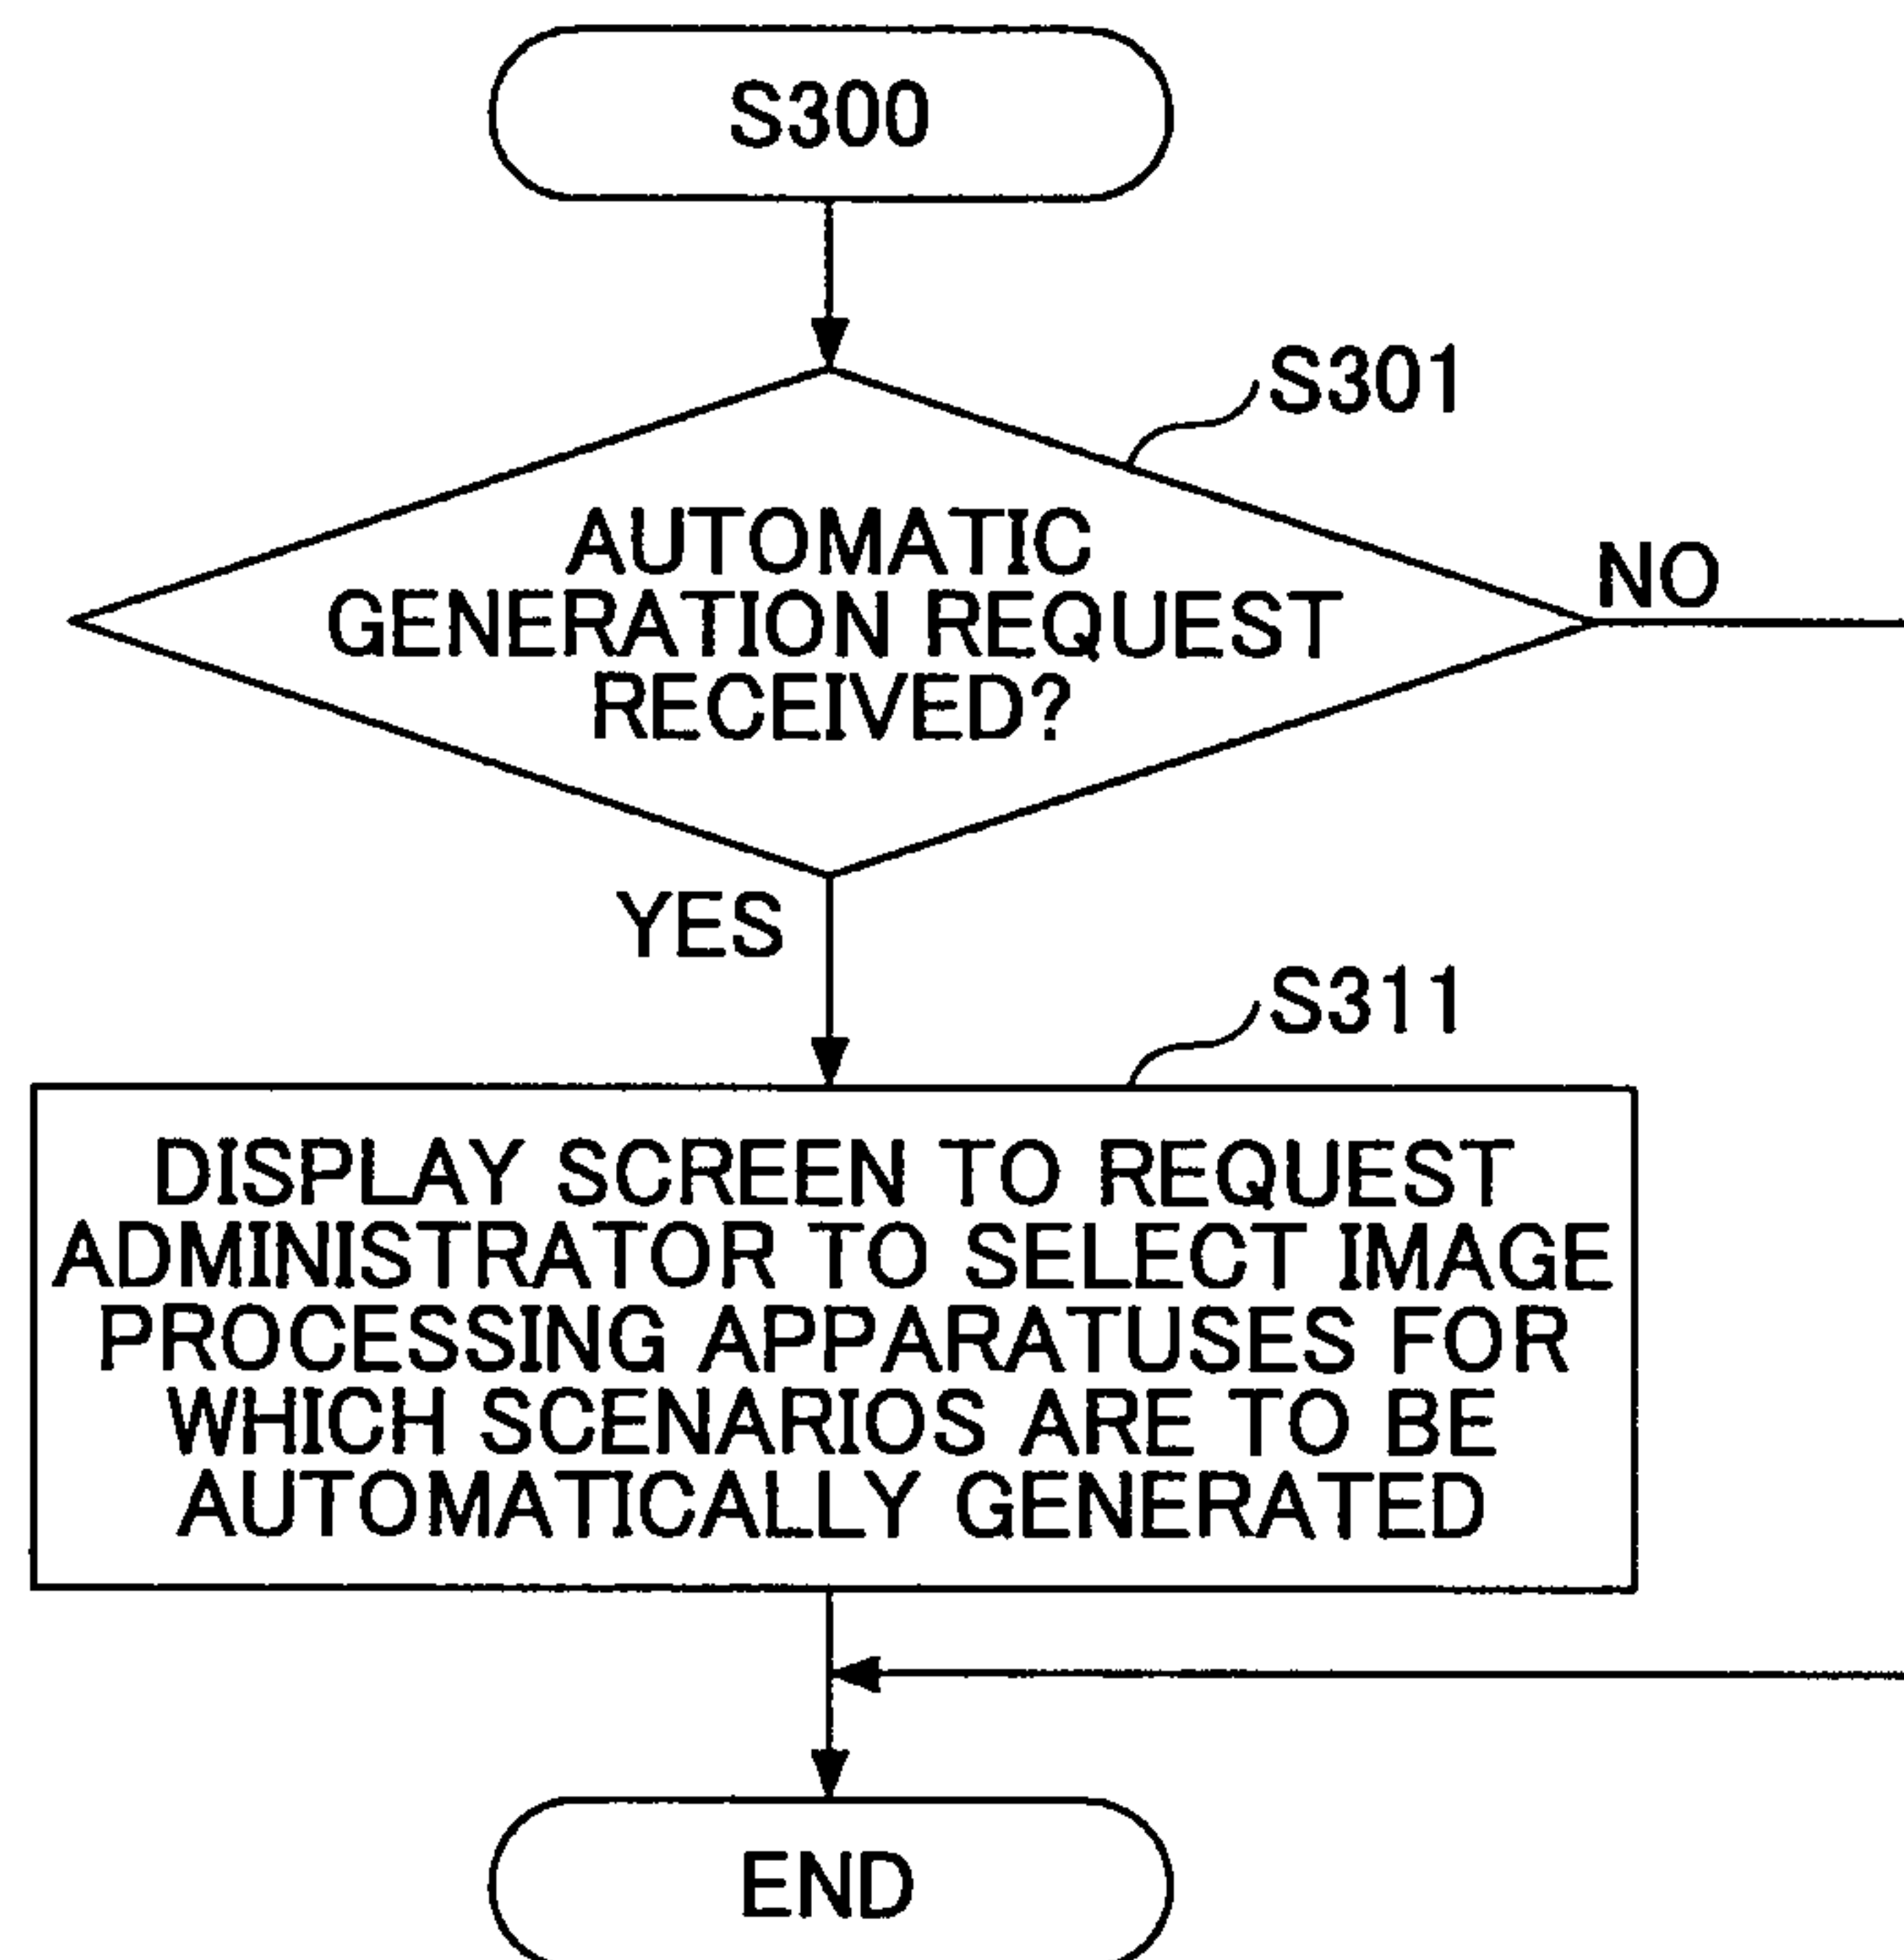 S300
S301
AUTOMATIC
GENERATION REQUEST
RECEIVED?
NO
YES
S311
DISPLAY SCREEN TO REQUEST
ADMINISTRATOR TO SELECT IMAGE
PROCESSING APPARATUSES FOR
WHICH SCENARIOS ARE TO BE
AUTOMATICALLY GENERATED
END